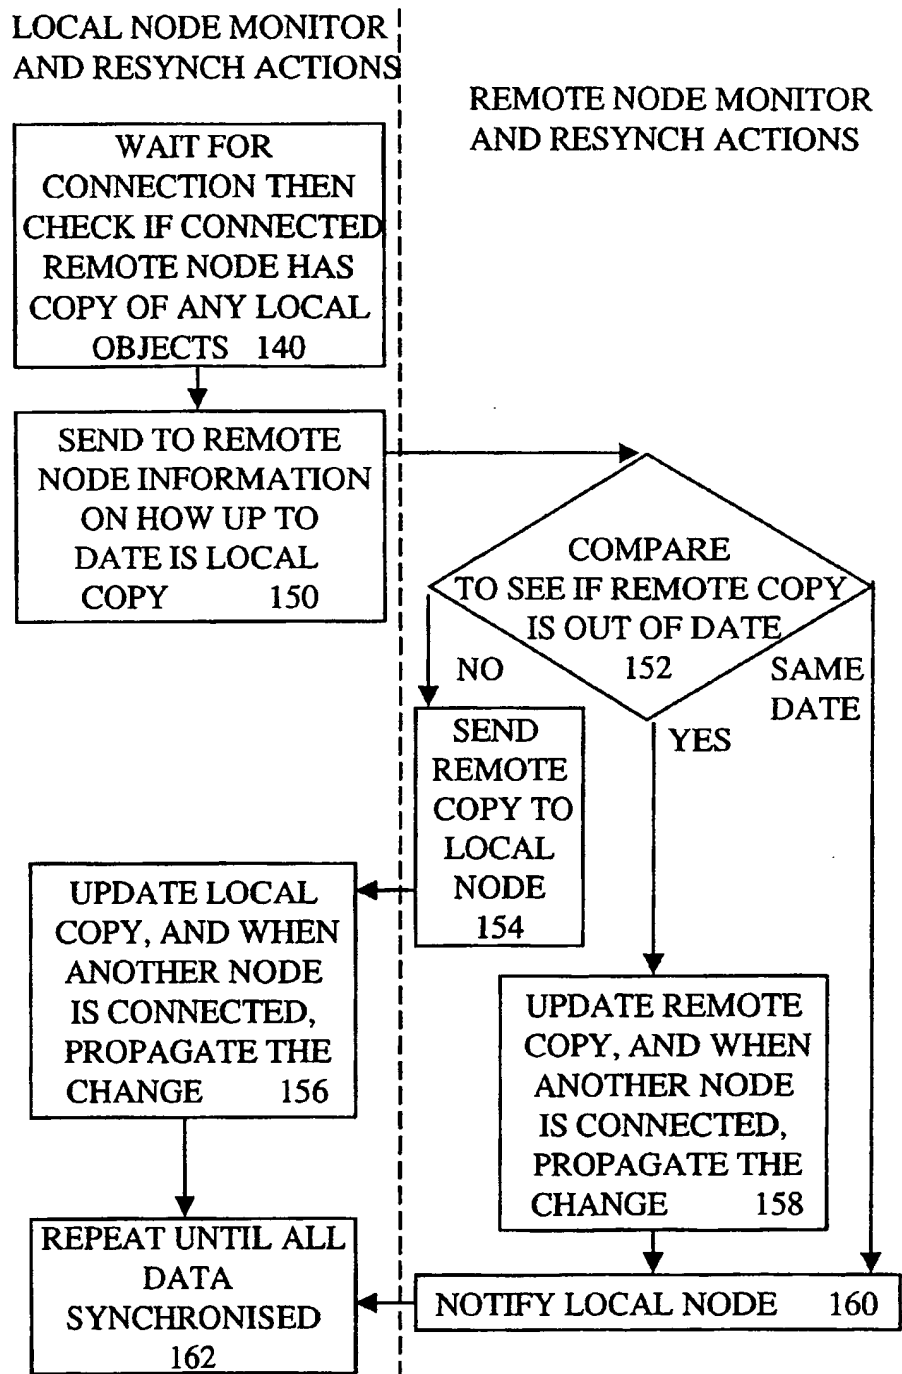 LOCAL NODE MONITOR
AND RESYNCH ACTIONS
REMOTE NODE MONITOR
AND RESYNCH ACTIONS
WAIT FOR
CONNECTION THEN
CHECK IF CONNECTED
REMOTE NODE HAS
COPY OF ANY LOCAL
OBJECTS 140
SEND TO REMOTE
NODE INFORMATION
ON HOW UP TO
DATE IS LOCAL
COPY 150
COMPARE
TO SEE IF REMOTE COPY
IS OUT OF DATE
152
NO
YES
SAME
DATE
SEND
REMOTE
COPY TO
LOCAL
NODE
154
UPDATE LOCAL
COPY, AND WHEN
ANOTHER NODE
IS CONNECTED,
PROPAGATE THE
CHANGE 156
UPDATE REMOTE
COPY, AND WHEN
ANOTHER NODE
IS CONNECTED,
PROPAGATE THE
CHANGE 158
NOTIFY LOCAL NODE 160
REPEAT UNTIL ALL
DATA
SYNCHRONISED
162